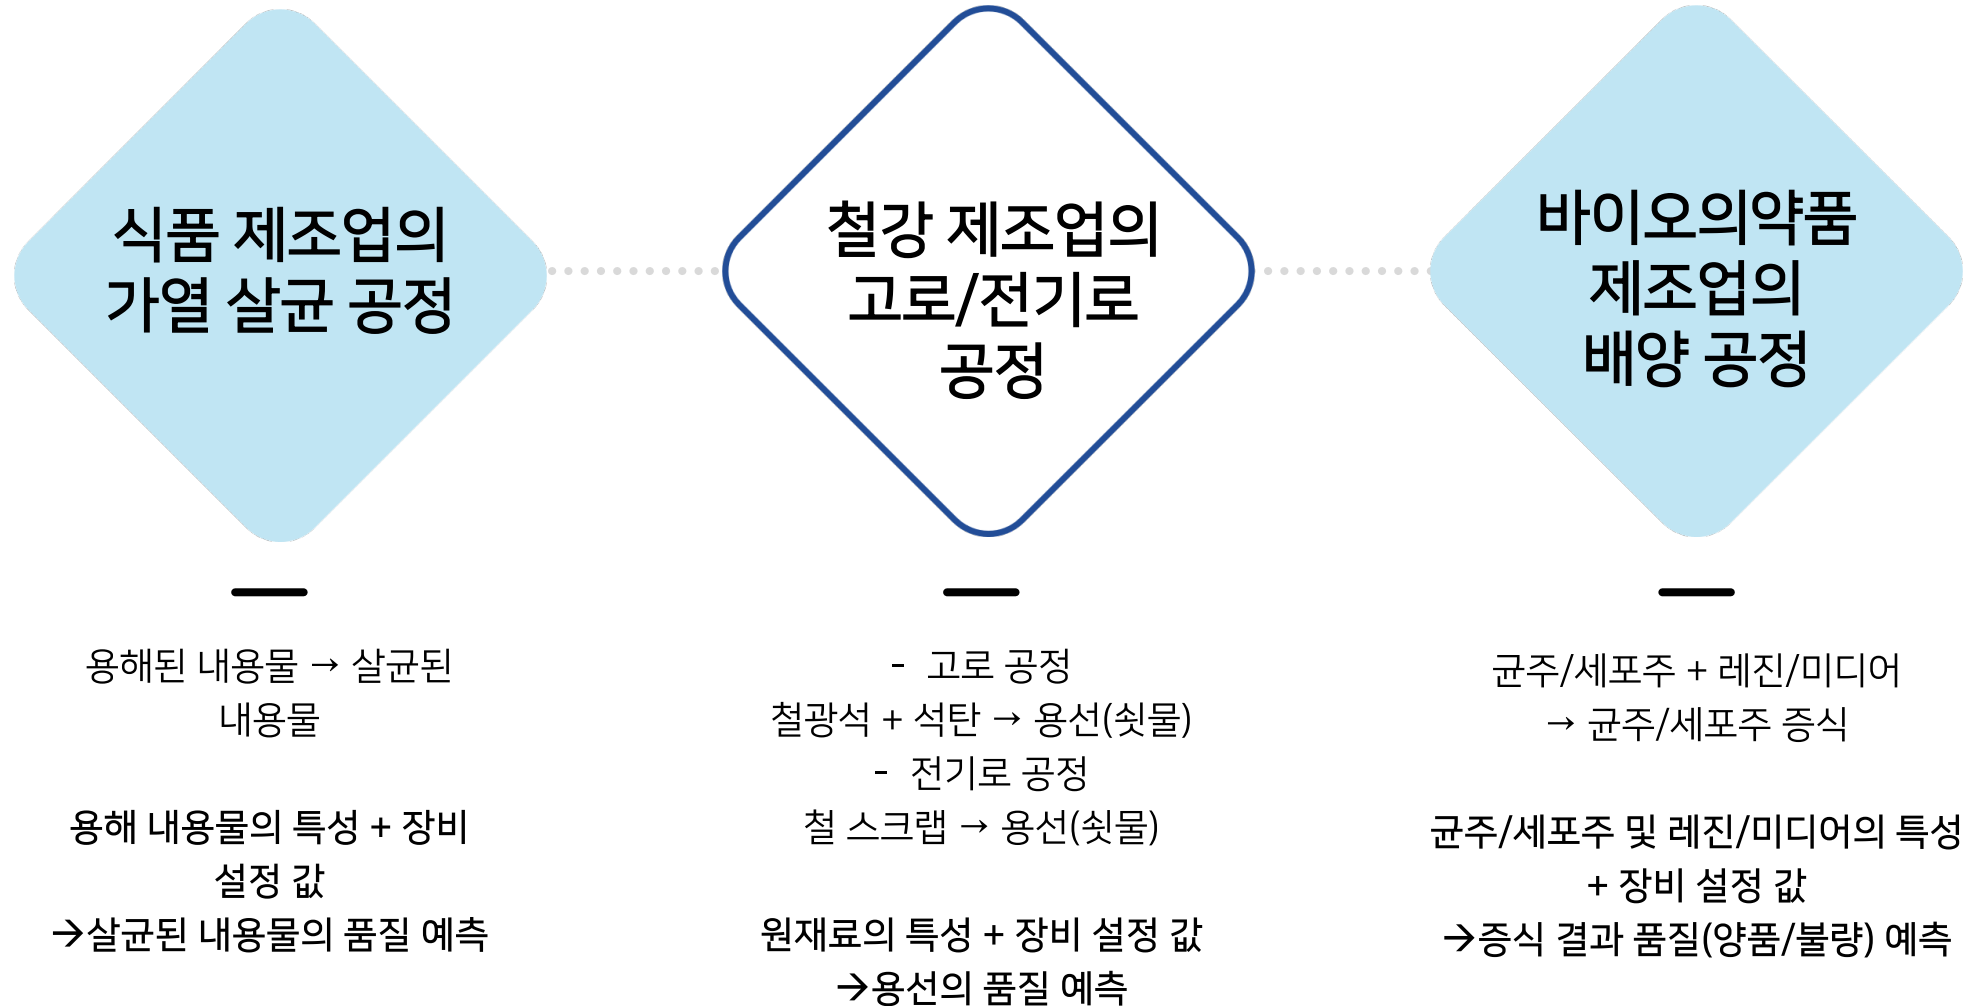 식품 제조업의
가열 살균 공정
철강 제조업의
고로/전기로
공정
바이오의약품
제조업의
배양 공정
용해된 내용물 → 살균된
내용물
용해 내용물의 특성 + 장비
설정 값
→살균된 내용물의 품질 예측
- 고로 공정
철광석 + 석탄 → 용선(쇳물)
- 전기로 공정
철 스크랩 → 용선(쇳물)
원재료의 특성 + 장비 설정 값
→용선의 품질 예측
균주/세포주 + 레진/미디어
→ 균주/세포주 증식
균주/세포주 및 레진/미디어의 특성
+ 장비 설정 값
→증식 결과 품질(양품/불량) 예측